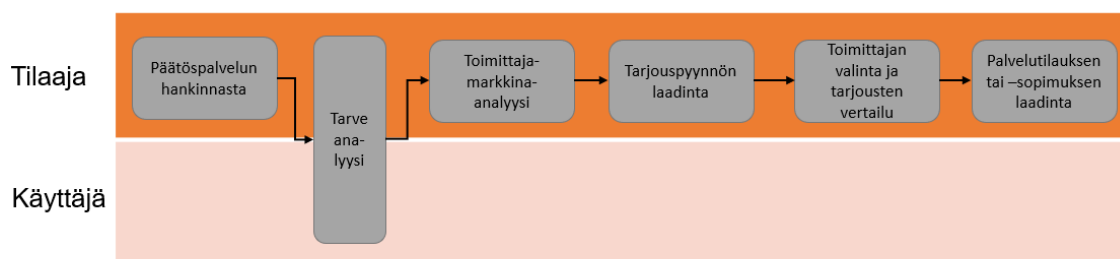 Tilaaja
Päätöspalvelun
hankinnasta
Tarve
ana-
lyysi
Toimittaja-
markkina-
analyysi
Tarjouspyynnön
laadinta
Toimittajan
valinta ja
tarjousten
vertailu
Palvelutilauksen
tai –sopimuksen
laadinta
Käyttäjä